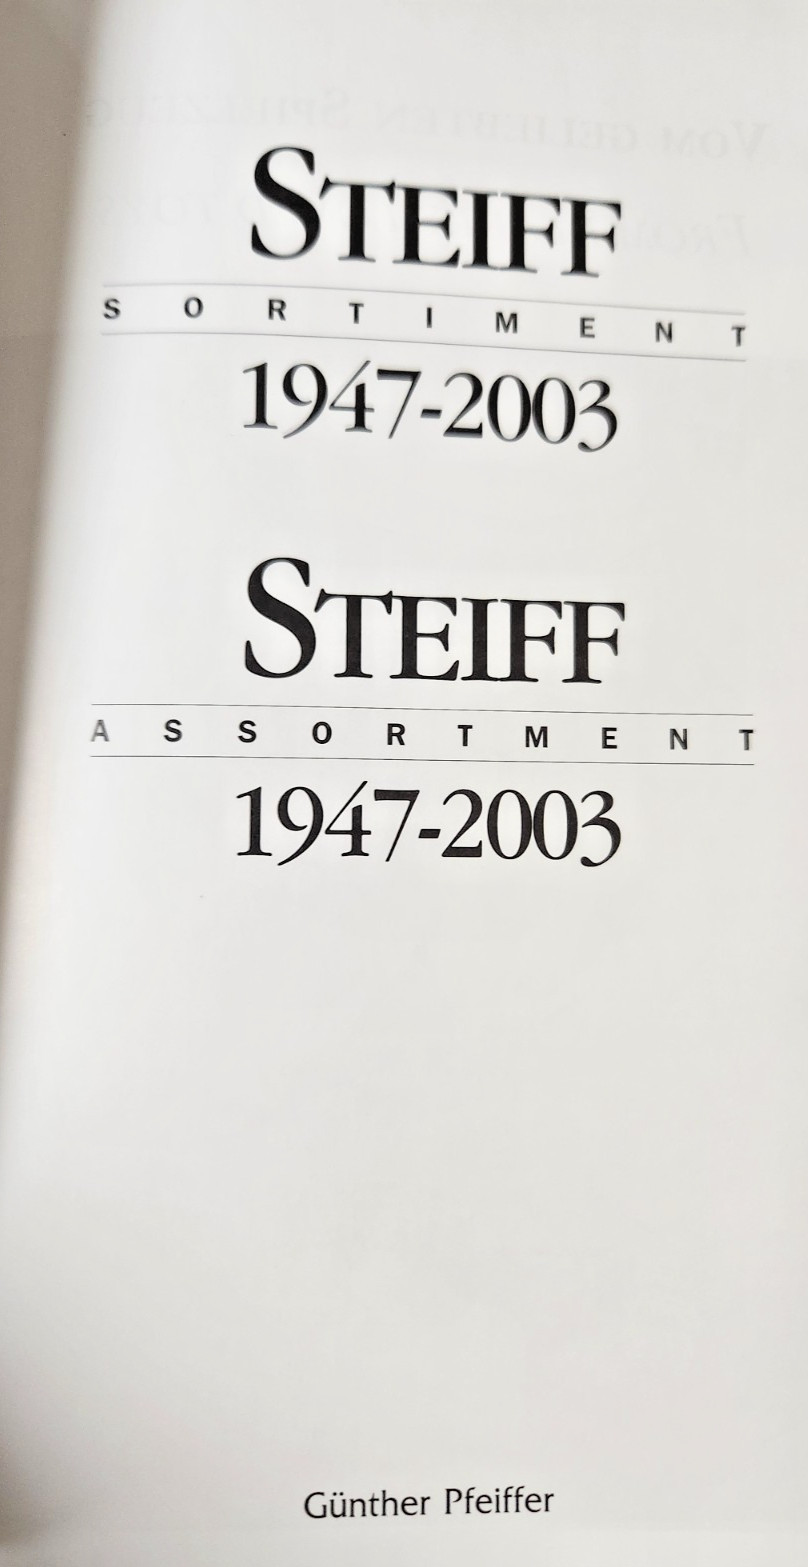 STEIFF
SORTIMENT
1947-2003
STEIFF
ASSORTMENT
1947-2003
Günther Pfeiffer